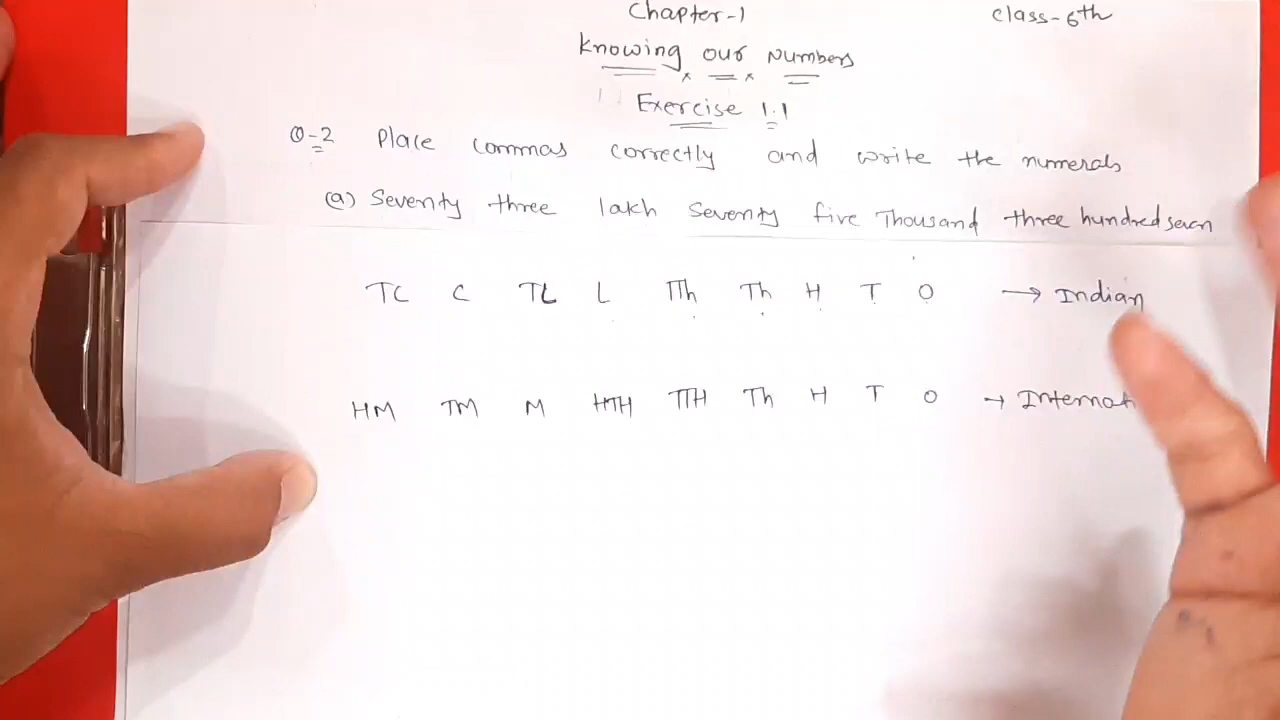 Chapter-1 Class-6th
Knowing our Numbers
Exercise 1.1
Q-2 Place commas correctly and write the numerals
(a) Seventy three lakh seventy five Thousand three hundred seven
TC C TL L TTh Th H T O → Indian
HM TM M HTH TTH Th H T O → Internat